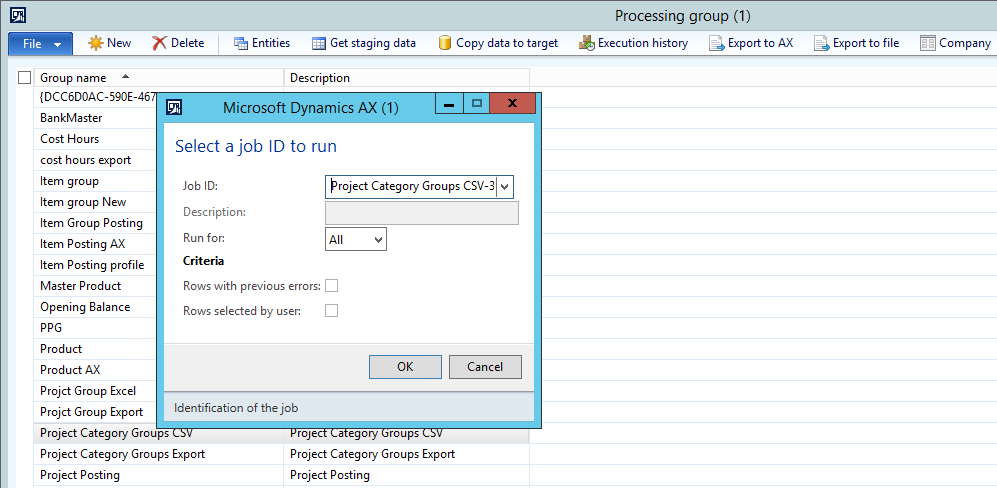 Processing group (1)
File New Delete Entities Get staging data Copy data to target Execution history Export to AX Export to file Company
Group name Description
{DCC6D0AC-590E-467
BankMaster
Cost Hours
cost hours export
Item group
Item group New
Item Group Posting
Item Posting AX
Item Posting profile
Master Product
Opening Balance
PPG
Product
Product AX
Projct Group Excel
Projct Group Export
Project Category Groups CSV Project Category Groups CSV
Project Category Groups Export Project Category Groups Export
Project Posting Project Posting
Microsoft Dynamics AX (1)
Select a job ID to run
Job ID: Project Category Groups CSV-3
Description:
Run for: All
Criteria
Rows with previous errors:
Rows selected by user:
OK Cancel
Identification of the job